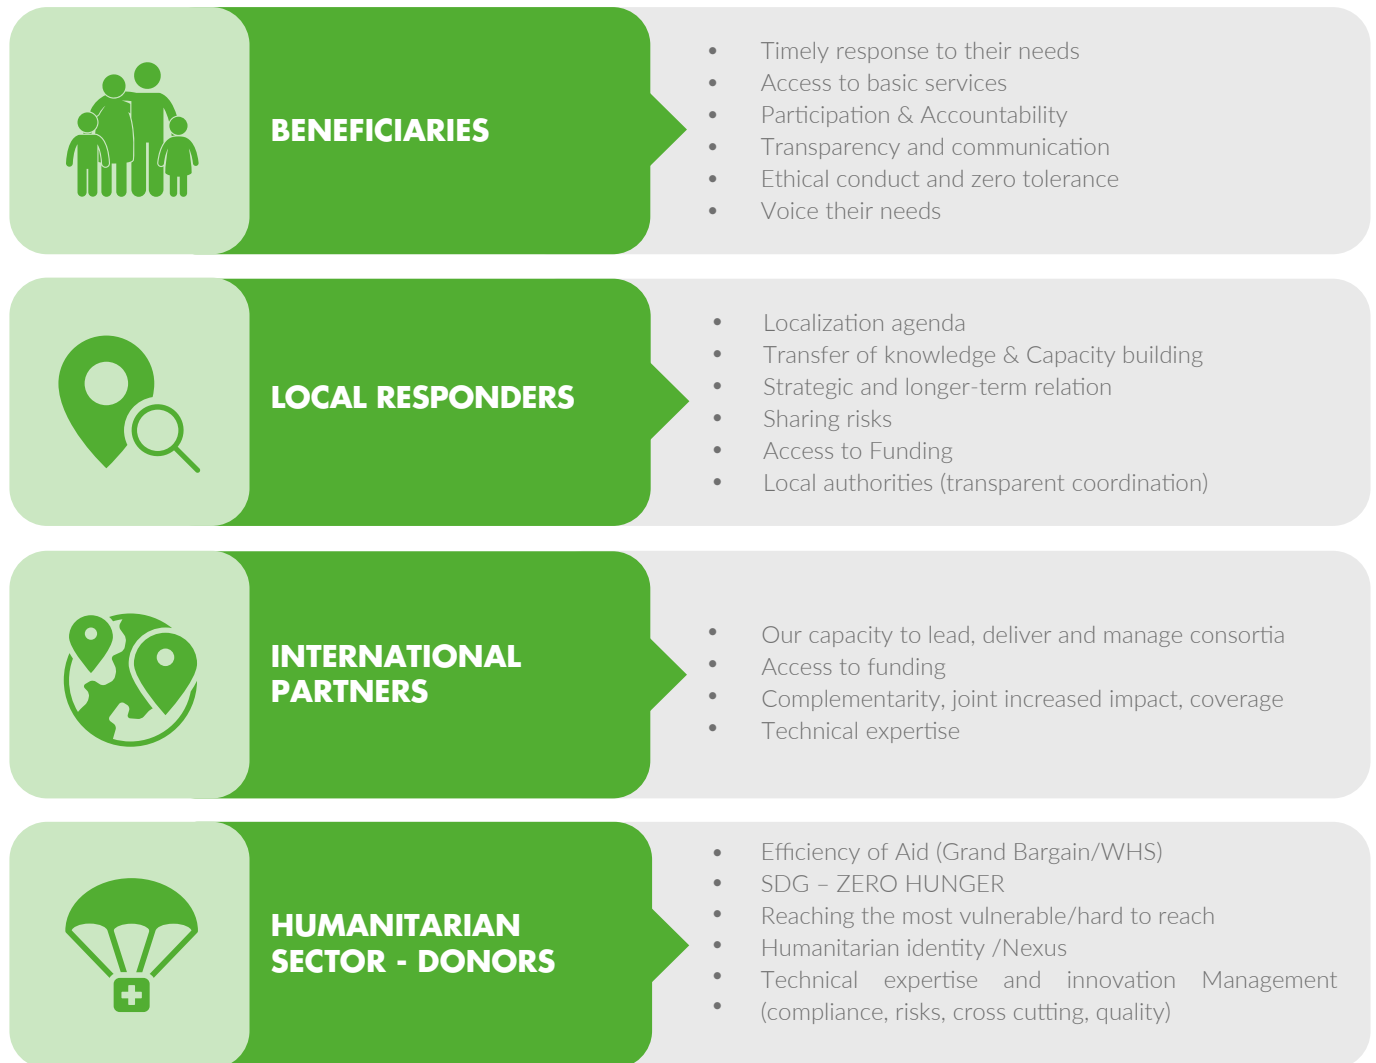 BENEFICIARIES
• Timely response to their needs
• Access to basic services
• Participation & Accountability
• Transparency and communication
• Ethical conduct and zero tolerance
• Voice their needs
LOCAL RESPONDERS
• Localization agenda
• Transfer of knowledge & Capacity building
• Strategic and longer-term relation
• Sharing risks
• Access to Funding
• Local authorities (transparent coordination)
INTERNATIONAL
PARTNERS
• Our capacity to lead, deliver and manage consortia
• Access to funding
• Complementarity, joint increased impact, coverage
• Technical expertise
HUMANITARIAN
SECTOR - DONORS
• Efficiency of Aid (Grand Bargain/WHS)
• SDG – ZERO HUNGER
• Reaching the most vulnerable/hard to reach
• Humanitarian identity /Nexus
• Technical expertise and innovation Management
• (compliance, risks, cross cutting, quality)